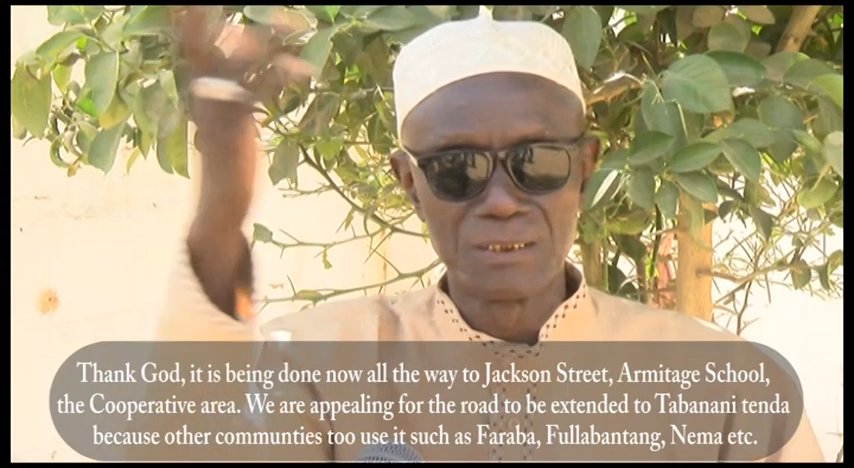 Thank God, it is being done now all the way to Jackson Street, Armitage School,
the Cooperative area. We are appealing for the road to be extended to Tabanani tenda
because other communties too use it such as Faraba, Fullabantang, Nema etc.